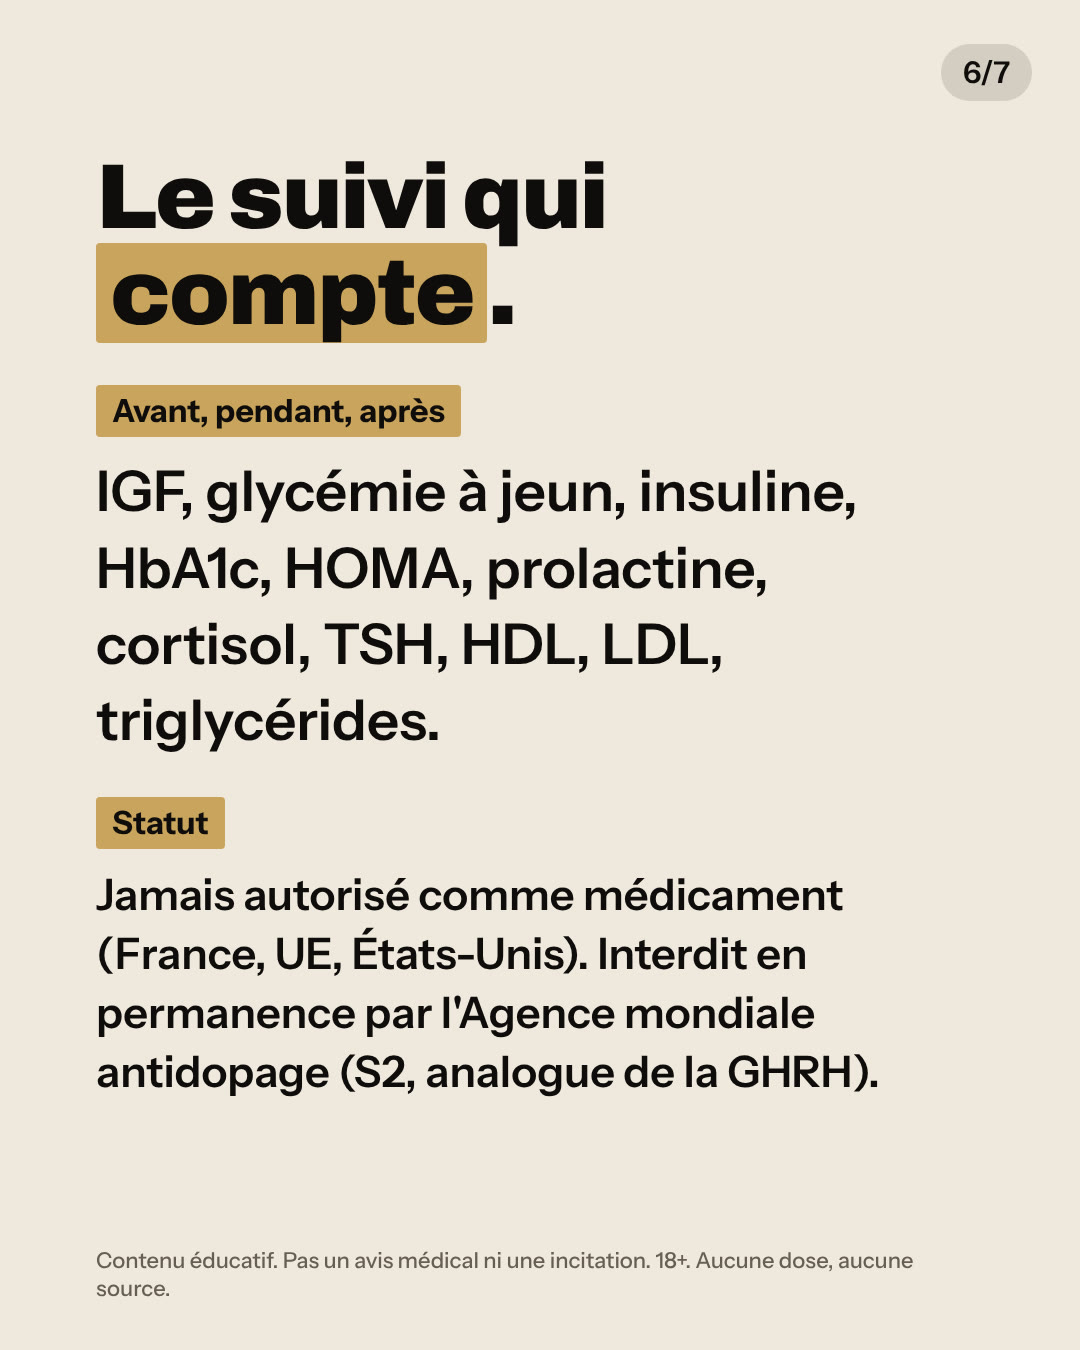 6/7
Le suivi qui
compte.
Avant, pendant, après
IGF, glycémie à jeun, insuline,
HbA1c, HOMA, prolactine,
cortisol, TSH, HDL, LDL,
triglycérides.
Statut
Jamais autorisé comme médicament
(France, UE, États-Unis). Interdit en
permanence par l'Agence mondiale
antidopage (S2, analogue de la GHRH).
Contenu éducatif. Pas un avis médical ni une incitation. 18+. Aucune dose, aucune
source.